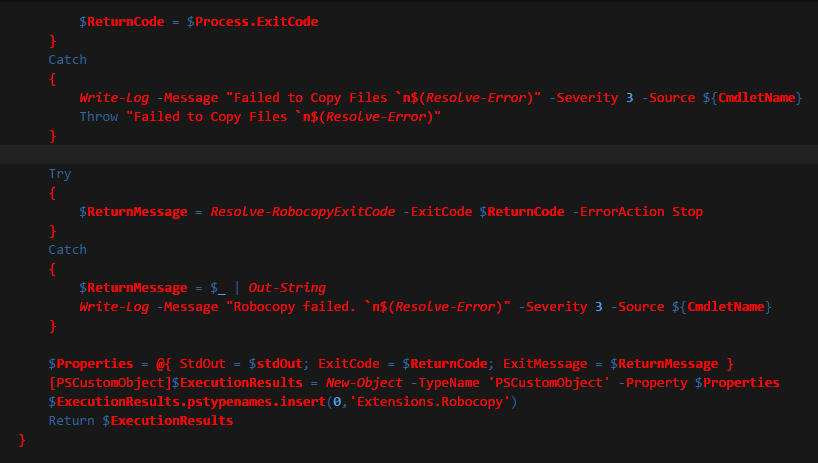 $ReturnCode = $Process.ExitCode
}
Catch
{
Write-Log -Message "Failed to Copy Files `n$(Resolve-Error)" -Severity 3 -Source ${CmdletName}
Throw "Failed to Copy Files `n$(Resolve-Error)"
}
Try
{
$ReturnMessage = Resolve-RobocopyExitCode -ExitCode $ReturnCode -ErrorAction Stop
}
Catch
{
$ReturnMessage = $_ | Out-String
Write-Log -Message "Robocopy failed. `n$(Resolve-Error)" -Severity 3 -Source ${CmdletName}
}
$Properties = @{ StdOut = $stdOut; ExitCode = $ReturnCode; ExitMessage = $ReturnMessage }
[PSCustomObject]$ExecutionResults = New-Object -TypeName 'PSCustomObject' -Property $Properties
$ExecutionResults.pstypenames.insert(0,'Extensions.Robocopy')
Return $ExecutionResults
}